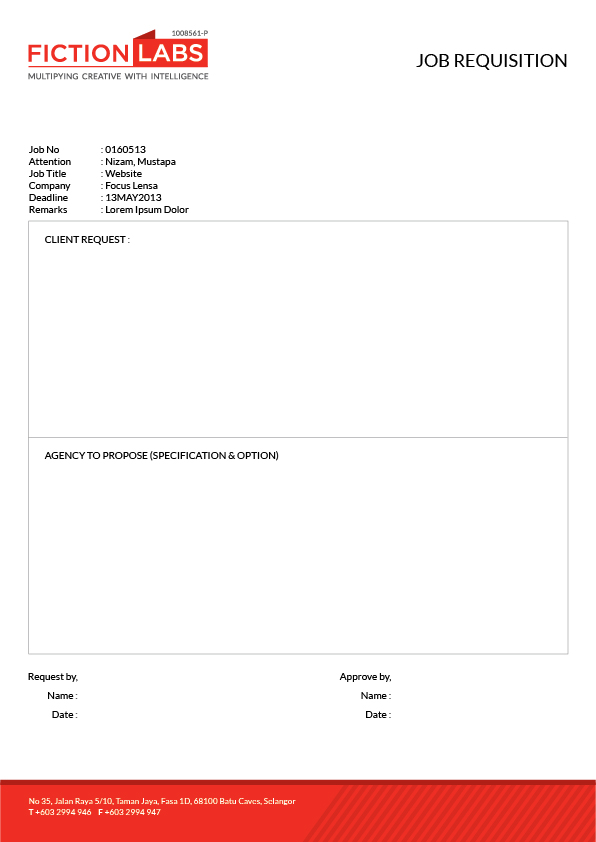 1008561-P
FICTION LABS
MULTIPYING CREATIVE WITH INTELLIGENCE
JOB REQUISITION
Job No : 0160513
Attention : Nizam, Mustapa
Job Title : Website
Company : Focus Lensa
Deadline : 13MAY2013
Remarks : Lorem Ipsum Dolor
CLIENT REQUEST :
AGENCY TO PROPOSE (SPECIFICATION & OPTION)
Request by, Approve by,
Name : Name :
Date : Date :
No 35, Jalan Raya 5/10, Taman Jaya, Fasa 1D, 68100 Batu Caves, Selangor
T +603 2994 946 F +603 2994 947